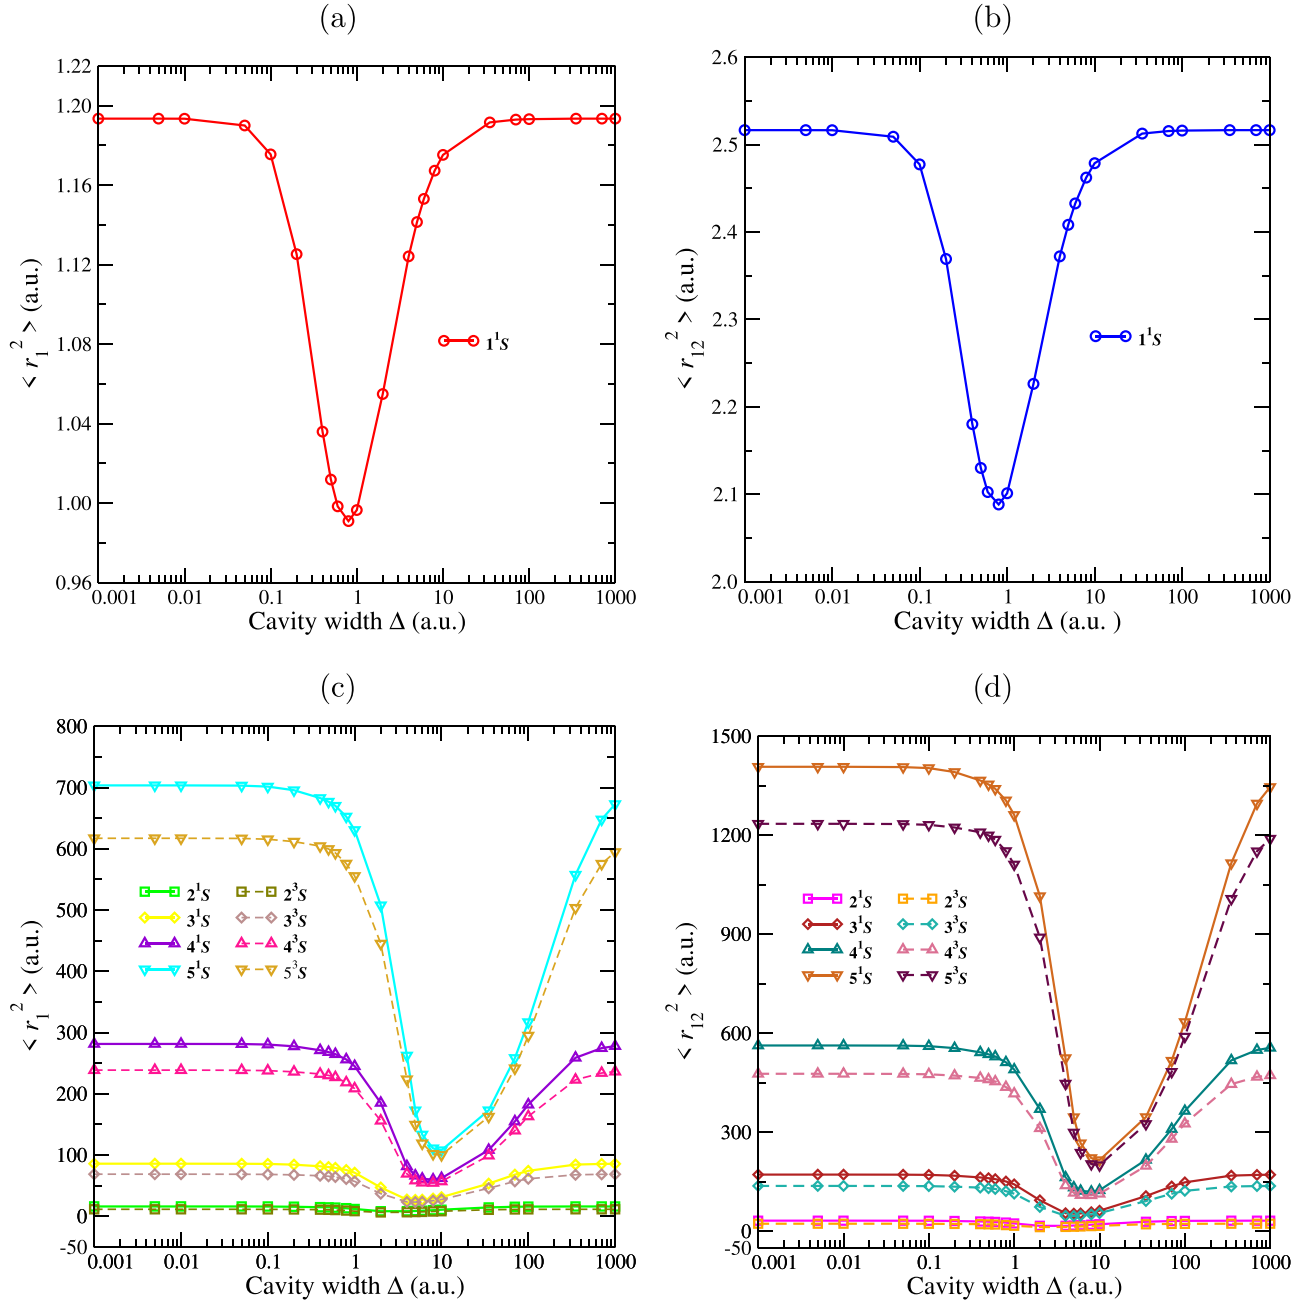 (a)
1.22
1.20
1.16
1.12
1.08
1.04
1.00
0.96
< r₁² > (a.u.)
1¹S
0.001 0.01 0.1 1 10 100 1000
Cavity width Δ (a.u.)
(b)
2.6
2.5
2.4
2.3
2.2
2.1
2.0
< r₁₂² > (a.u.)
1¹S
0.001 0.01 0.1 1 10 100 1000
Cavity width Δ (a.u. )
(c)
800
700
600
500
400
300
200
100
0
-50
< r₁² > (a.u.)
2¹S 2³S
3¹S 3³S
4¹S 4³S
5¹S 5³S
0.001 0.01 0.1 1 10 100 1000
Cavity width Δ (a.u.)
(d)
1500
1200
900
600
300
0
-50
< r₁₂² > (a.u.)
2¹S 2³S
3¹S 3³S
4¹S 4³S
5¹S 5³S
0.001 0.01 0.1 1 10 100 1000
Cavity width Δ (a.u.)